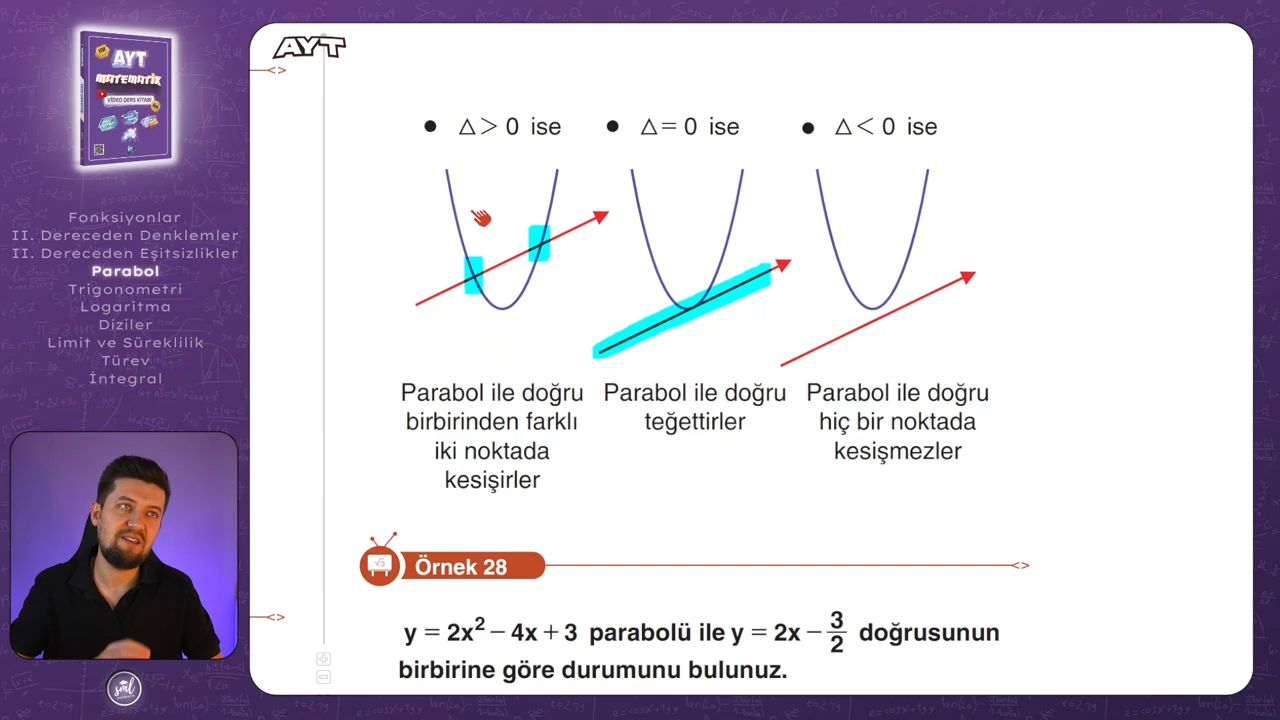 AYT
MATEMATİK
VİDEO DERS KİTABI
Fonksiyonlar
II. Dereceden Denklemler
II. Dereceden Eşitsizlikler
Parabol
Trigonometri
Logaritma
Diziler
Limit ve Süreklilik
Türev
İntegral
sml
AYT
• △ > 0 ise
• △ = 0 ise
• △ < 0 ise
Parabol ile doğru
birbirinden farklı
iki noktada
kesişirler
Parabol ile doğru
teğettirler
Parabol ile doğru
hiç bir noktada
kesişmezler
√5
Örnek 28
y = 2x² − 4x + 3 parabolü ile y = 2x − 3/2 doğrusunun
birbirine göre durumunu bulunuz.